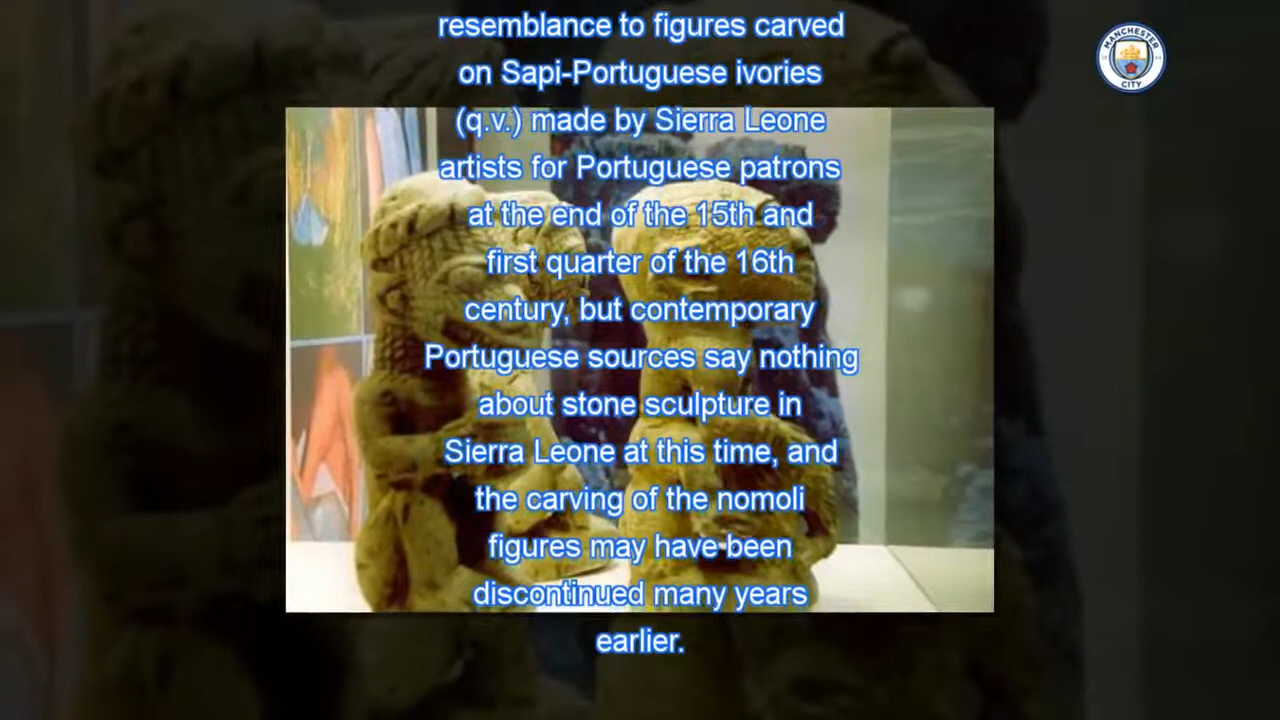 resemblance to figures carved
on Sapi-Portuguese ivories
(q.v.) made by Sierra Leone
artists for Portuguese patrons
at the end of the 15th and
first quarter of the 16th
century, but contemporary
Portuguese sources say nothing
about stone sculpture in
Sierra Leone at this time, and
the carving of the nomoli
figures may have been
discontinued many years
earlier.
MANCHESTER
CITY